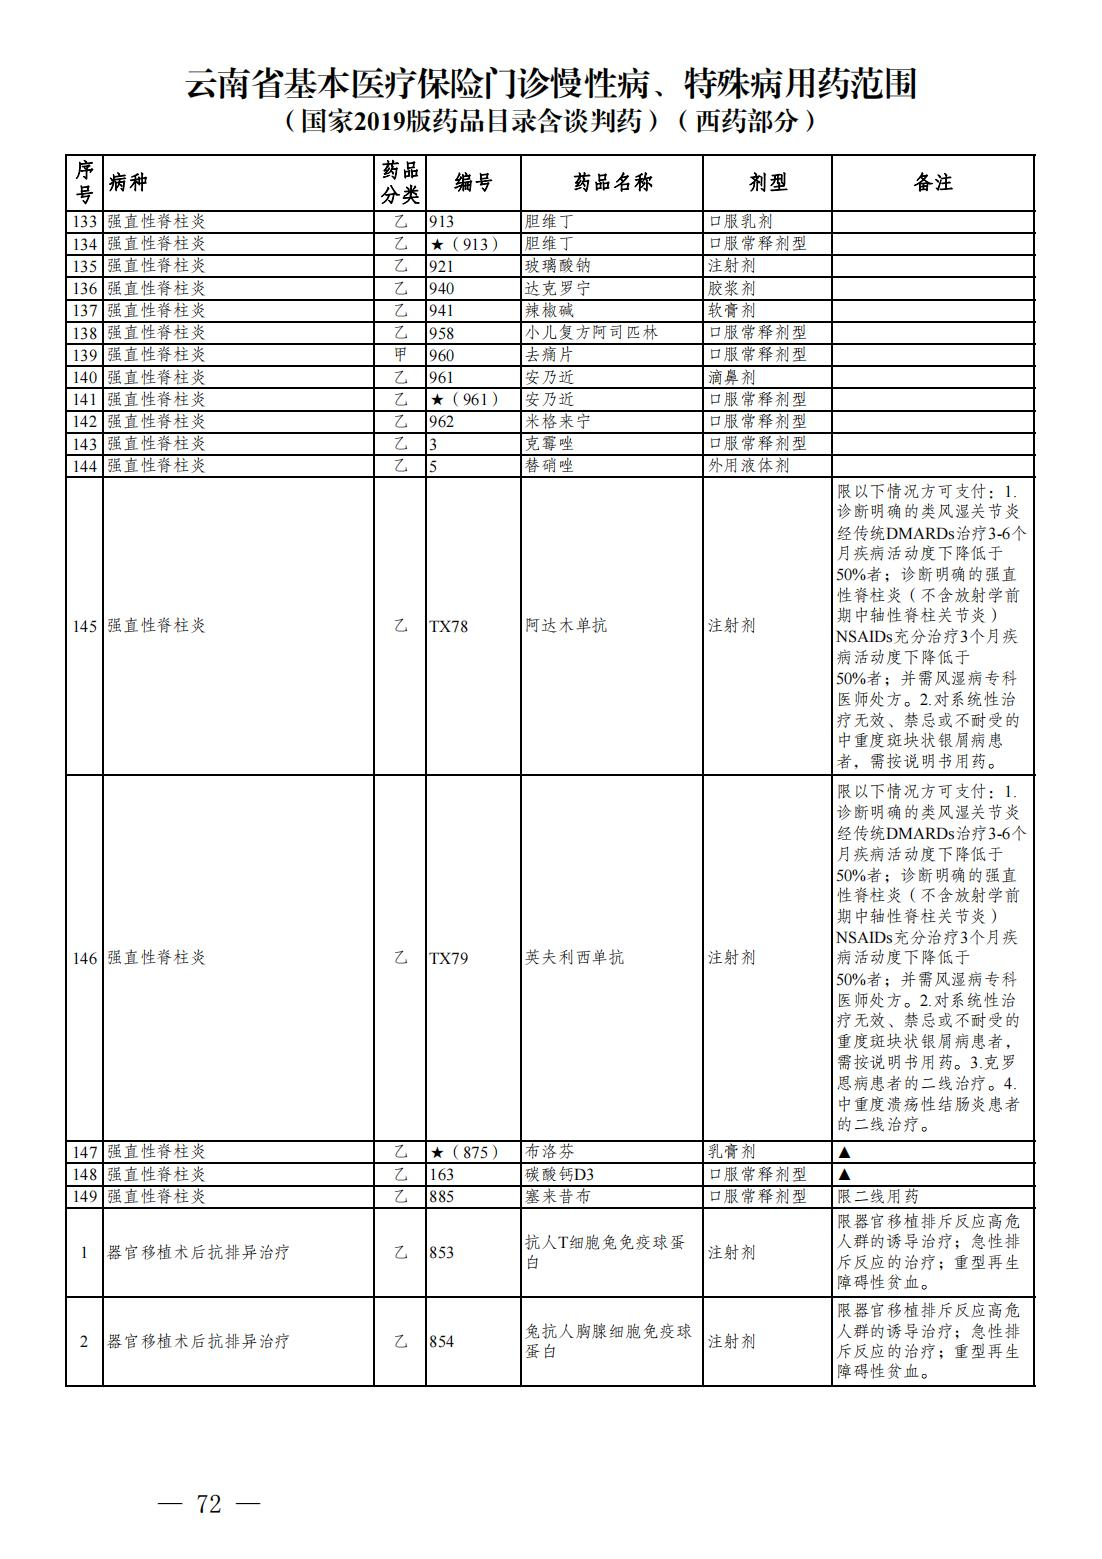 云南省基本医疗保险门诊慢性病、特殊病用药范围
（国家2019版药品目录含谈判药）（西药部分）
序号 病种 药品分类 编号 药品名称 剂型 备注
133 强直性脊柱炎 乙 913 胆维丁 口服乳剂
134 强直性脊柱炎 乙 ★（913） 胆维丁 口服常释剂型
135 强直性脊柱炎 乙 921 玻璃酸钠 注射剂
136 强直性脊柱炎 乙 940 达克罗宁 胶浆剂
137 强直性脊柱炎 乙 941 辣椒碱 软膏剂
138 强直性脊柱炎 乙 958 小儿复方阿司匹林 口服常释剂型
139 强直性脊柱炎 甲 960 去痛片 口服常释剂型
140 强直性脊柱炎 乙 961 安乃近 滴鼻剂
141 强直性脊柱炎 乙 ★（961） 安乃近 口服常释剂型
142 强直性脊柱炎 乙 962 米格来宁 口服常释剂型
143 强直性脊柱炎 乙 3 克霉唑 口服常释剂型
144 强直性脊柱炎 乙 5 替硝唑 外用液体剂
145 强直性脊柱炎 乙 TX78 阿达木单抗 注射剂
限以下情况方可支付：1.
诊断明确的类风湿关节炎
经传统DMARDs治疗3-6个
月疾病活动度下降低于
50%者；诊断明确的强直
性脊柱炎（不含放射学前
期中轴性脊柱关节炎）
NSAIDs充分治疗3个月疾
病活动度下降低于
50%者；并需风湿病专科
医师处方。2.对系统性治
疗无效、禁忌或不耐受的
中重度斑块状银屑病患
者，需按说明书用药。
146 强直性脊柱炎 乙 TX79 英夫利西单抗 注射剂
限以下情况方可支付：1.
诊断明确的类风湿关节炎
经传统DMARDs治疗3-6个
月疾病活动度下降低于
50%者；诊断明确的强直
性脊柱炎（不含放射学前
期中轴性脊柱关节炎）
NSAIDs充分治疗3个月疾
病活动度下降低于
50%者；并需风湿病专科
医师处方。2.对系统性治
疗无效、禁忌或不耐受的
重度斑块状银屑病患者，
需按说明书用药。3.克罗
恩病患者的二线治疗。4.
中重度溃疡性结肠炎患者
的二线治疗。
147 强直性脊柱炎 乙 ★（875） 布洛芬 乳膏剂 ▲
148 强直性脊柱炎 乙 163 碳酸钙D3 口服常释剂型 ▲
149 强直性脊柱炎 乙 885 塞来昔布 口服常释剂型 限二线用药
1 器官移植术后抗排异治疗 乙 853 抗人T细胞兔免疫球蛋
白 注射剂
限器官移植排斥反应高危
人群的诱导治疗；急性排
斥反应的治疗；重型再生
障碍性贫血。
2 器官移植术后抗排异治疗 乙 854 兔抗人胸腺细胞免疫球
蛋白 注射剂
限器官移植排斥反应高危
人群的诱导治疗；急性排
斥反应的治疗；重型再生
障碍性贫血。
— 72 —